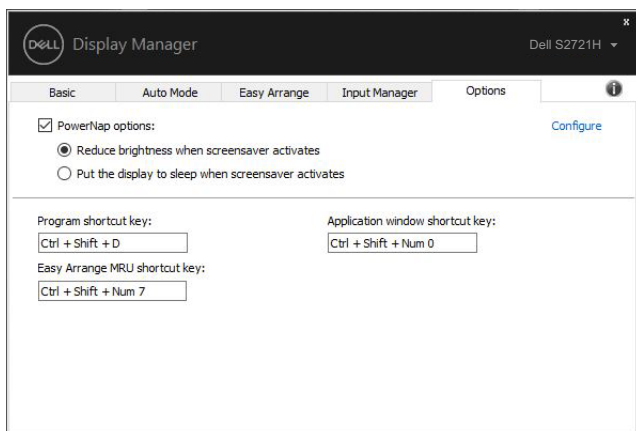 x
DELL Display Manager
Dell S2721H
Basic Auto Mode Easy Arrange Input Manager Options i
PowerNap options:
Configure
Reduce brightness when screensaver activates
Put the display to sleep when screensaver activates
Program shortcut key:
Application window shortcut key:
Ctrl + Shift + D
Ctrl + Shift + Num 0
Easy Arrange MRU shortcut key:
Ctrl + Shift + Num 7